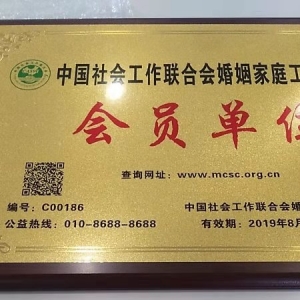 中国社会工作联合会婚姻家庭工
会员单位
查询网址：www.mcsc.org.cn
编号：C00186
中国社会工作联合会婚
公益热线：010-8688-8688
有效期：2019年8月